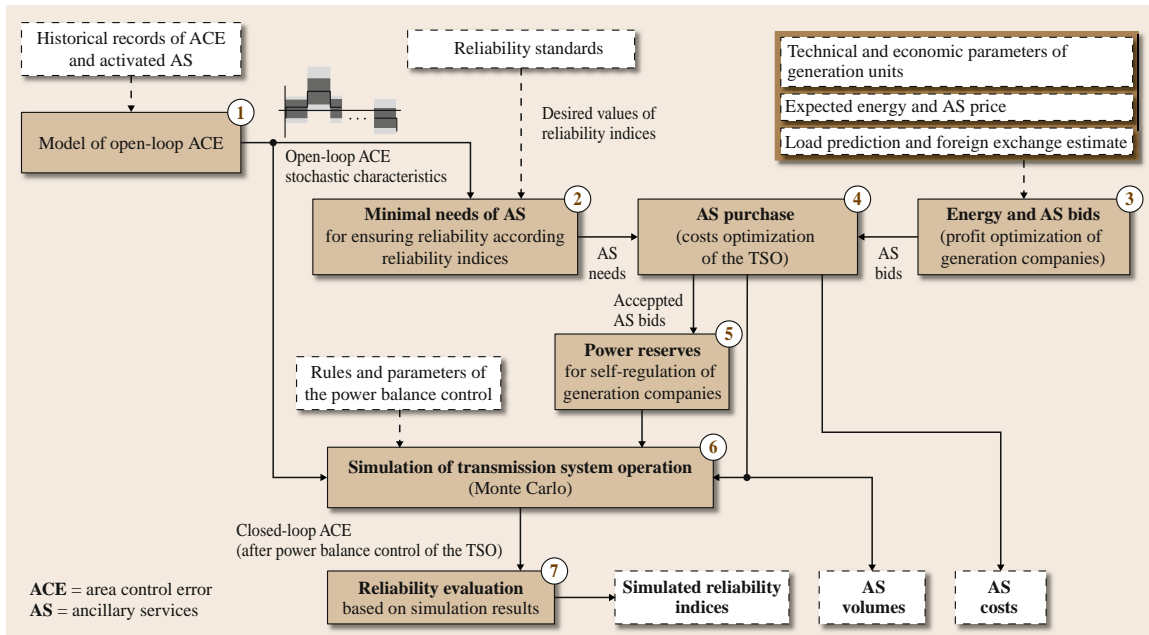 Historical records of ACE
and activated AS
Reliability standards
Technical and economic parameters of
generation units
Expected energy and AS price
Load prediction and foreign exchange estimate
1
Model of open-loop ACE
. . .
Desired values of
reliability indices
Open-loop ACE
stochastic characteristics
2
Minimal needs of AS
for ensuring reliability according
reliability indices
AS
needs
4
AS purchase
(costs optimization
of the TSO)
AS
bids
3
Energy and AS bids
(profit optimization of
generation companies)
Acceppted
AS bids
5
Power reserves
for self-regulation of
generation companies
Rules and parameters of
the power balance control
6
Simulation of transmission system operation
(Monte Carlo)
Closed-loop ACE
(after power balance control of the TSO)
7
Reliability evaluation
based on simulation results
Simulated reliability
indices
AS
volumes
AS
costs
ACE = area control error
AS = ancillary services